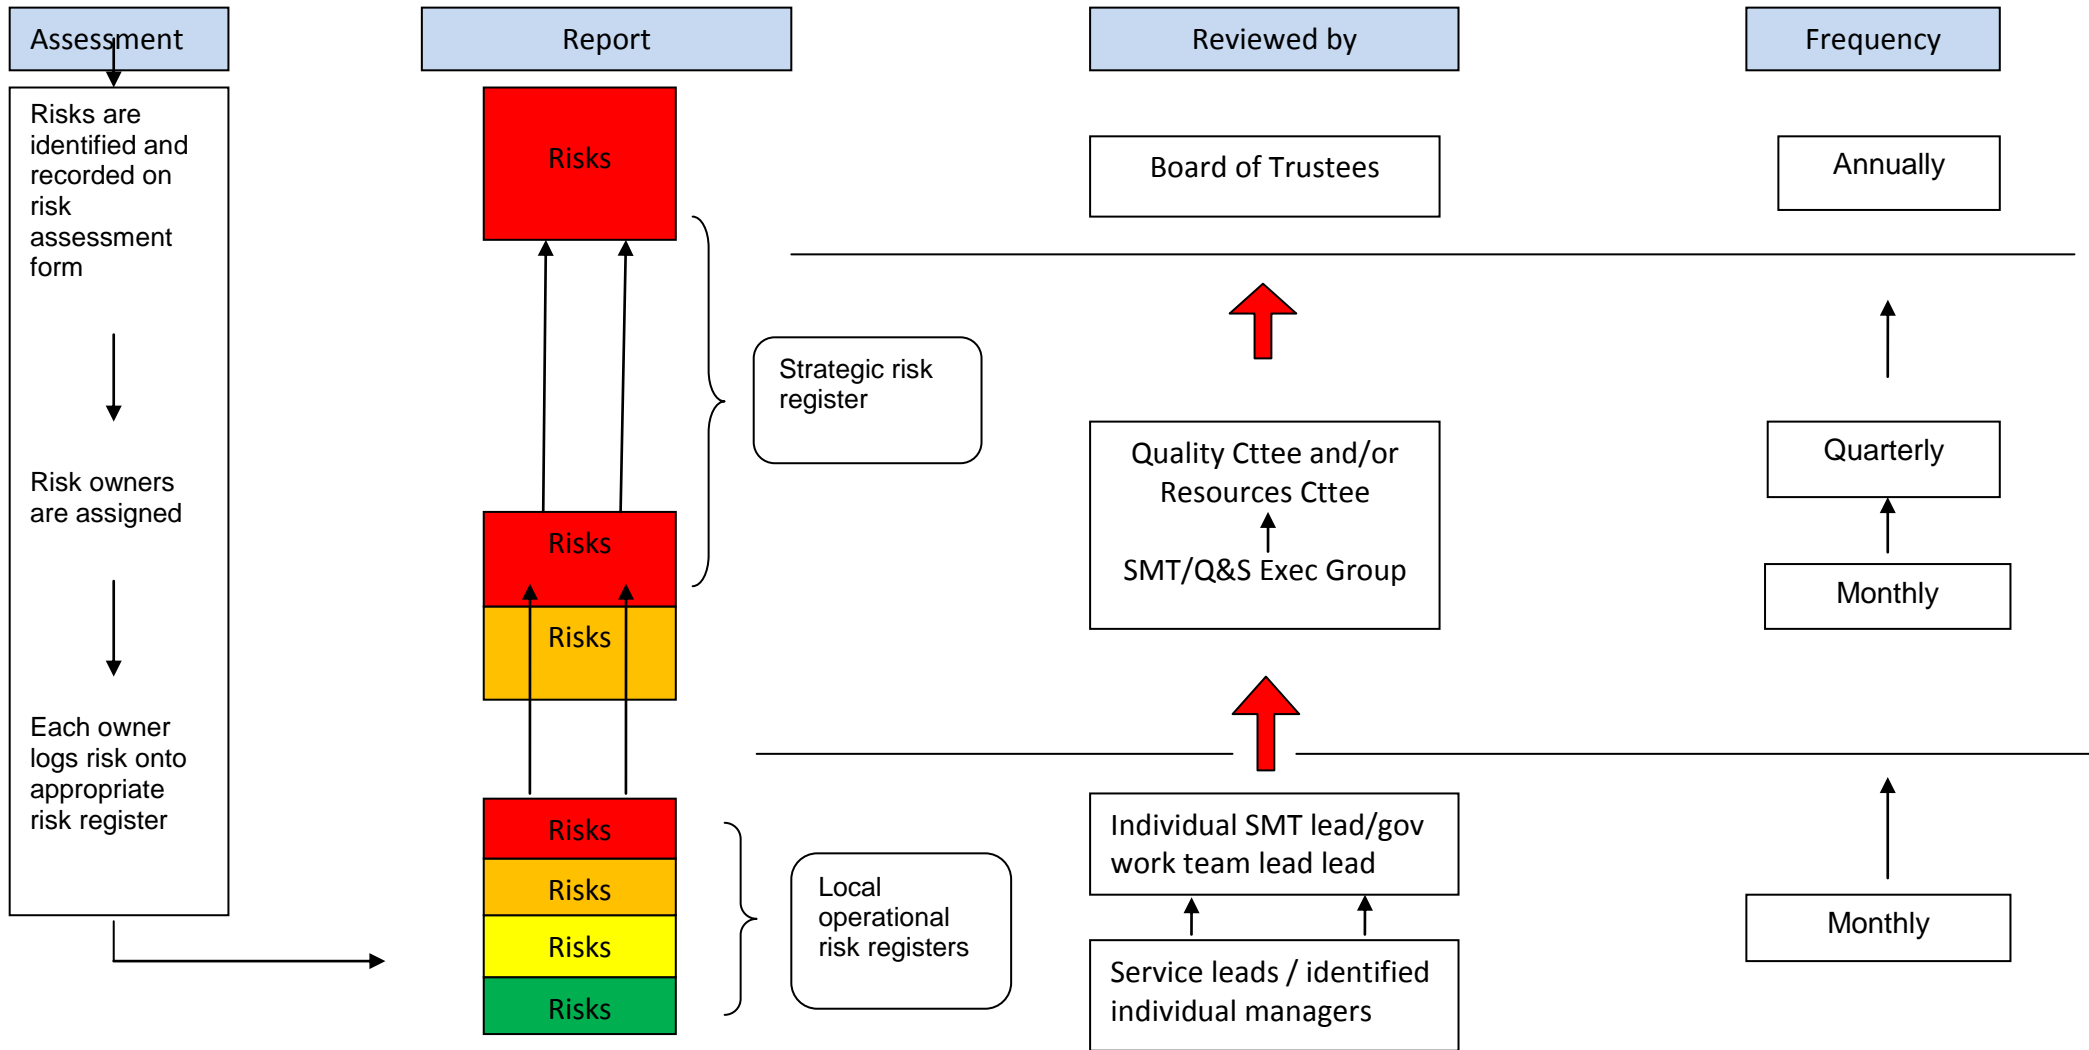 Assessment
Report
Reviewed by
Frequency
Risks are
identified and
recorded on
risk
assessment
form
Risk owners
are assigned
Each owner
logs risk onto
appropriate
risk register
Risks
Risks
Risks
Risks
Risks
Risks
Risks
Strategic risk
register
Local
operational
risk registers
Board of Trustees
Quality Cttee and/or
Resources Cttee
SMT/Q&S Exec Group
Individual SMT lead/gov
work team lead lead
Service leads / identified
individual managers
Annually
Quarterly
Monthly
Monthly